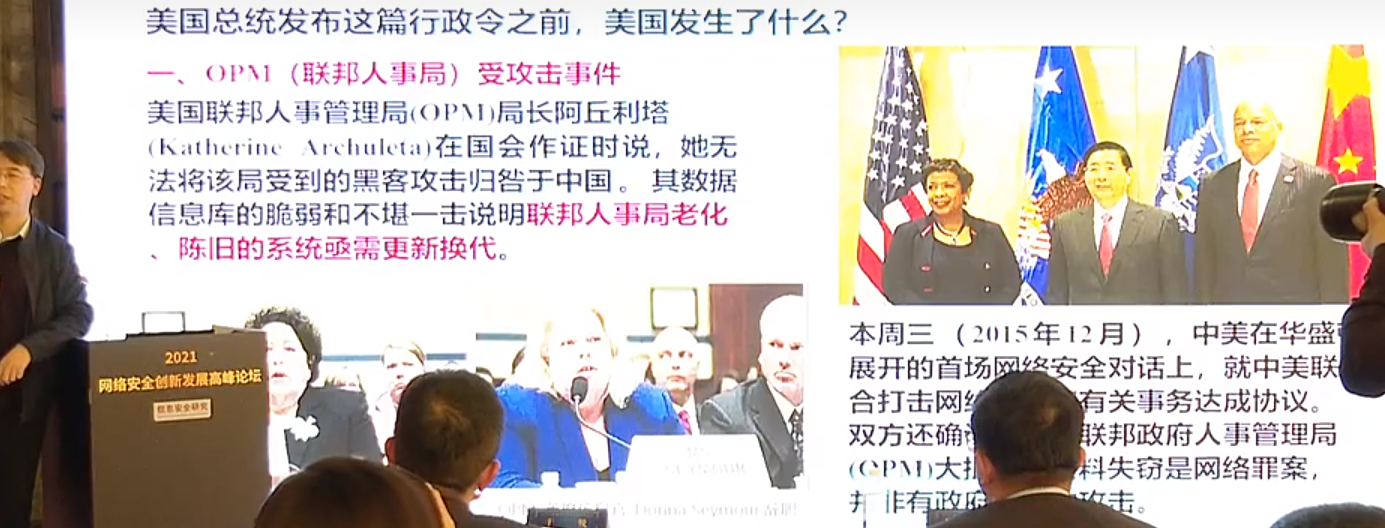 美国总统发布这篇行政令之前，美国发生了什么？
一、OPM（联邦人事局）受攻击事件
美国联邦人事管理局(OPM)局长阿丘利塔
(Katherine Archuleta)在国会作证时说，她无
法将该局受到的黑客攻击归咎于中国。 其数据
信息库的脆弱和不堪一击说明联邦人事局老化
、陈旧的系统亟需更新换代。
本周三（2015年12月），中美在华盛
展开的首场网络安全对话上，就中美联
合打击网 有关事务达成协议。
双方还确 联邦政府人事管理局
(OPM)大 料失窃是网络罪案，
并非有政府 攻击。
Donna Seymour
2021
网络安全创新发展高峰论坛
信息安全研究